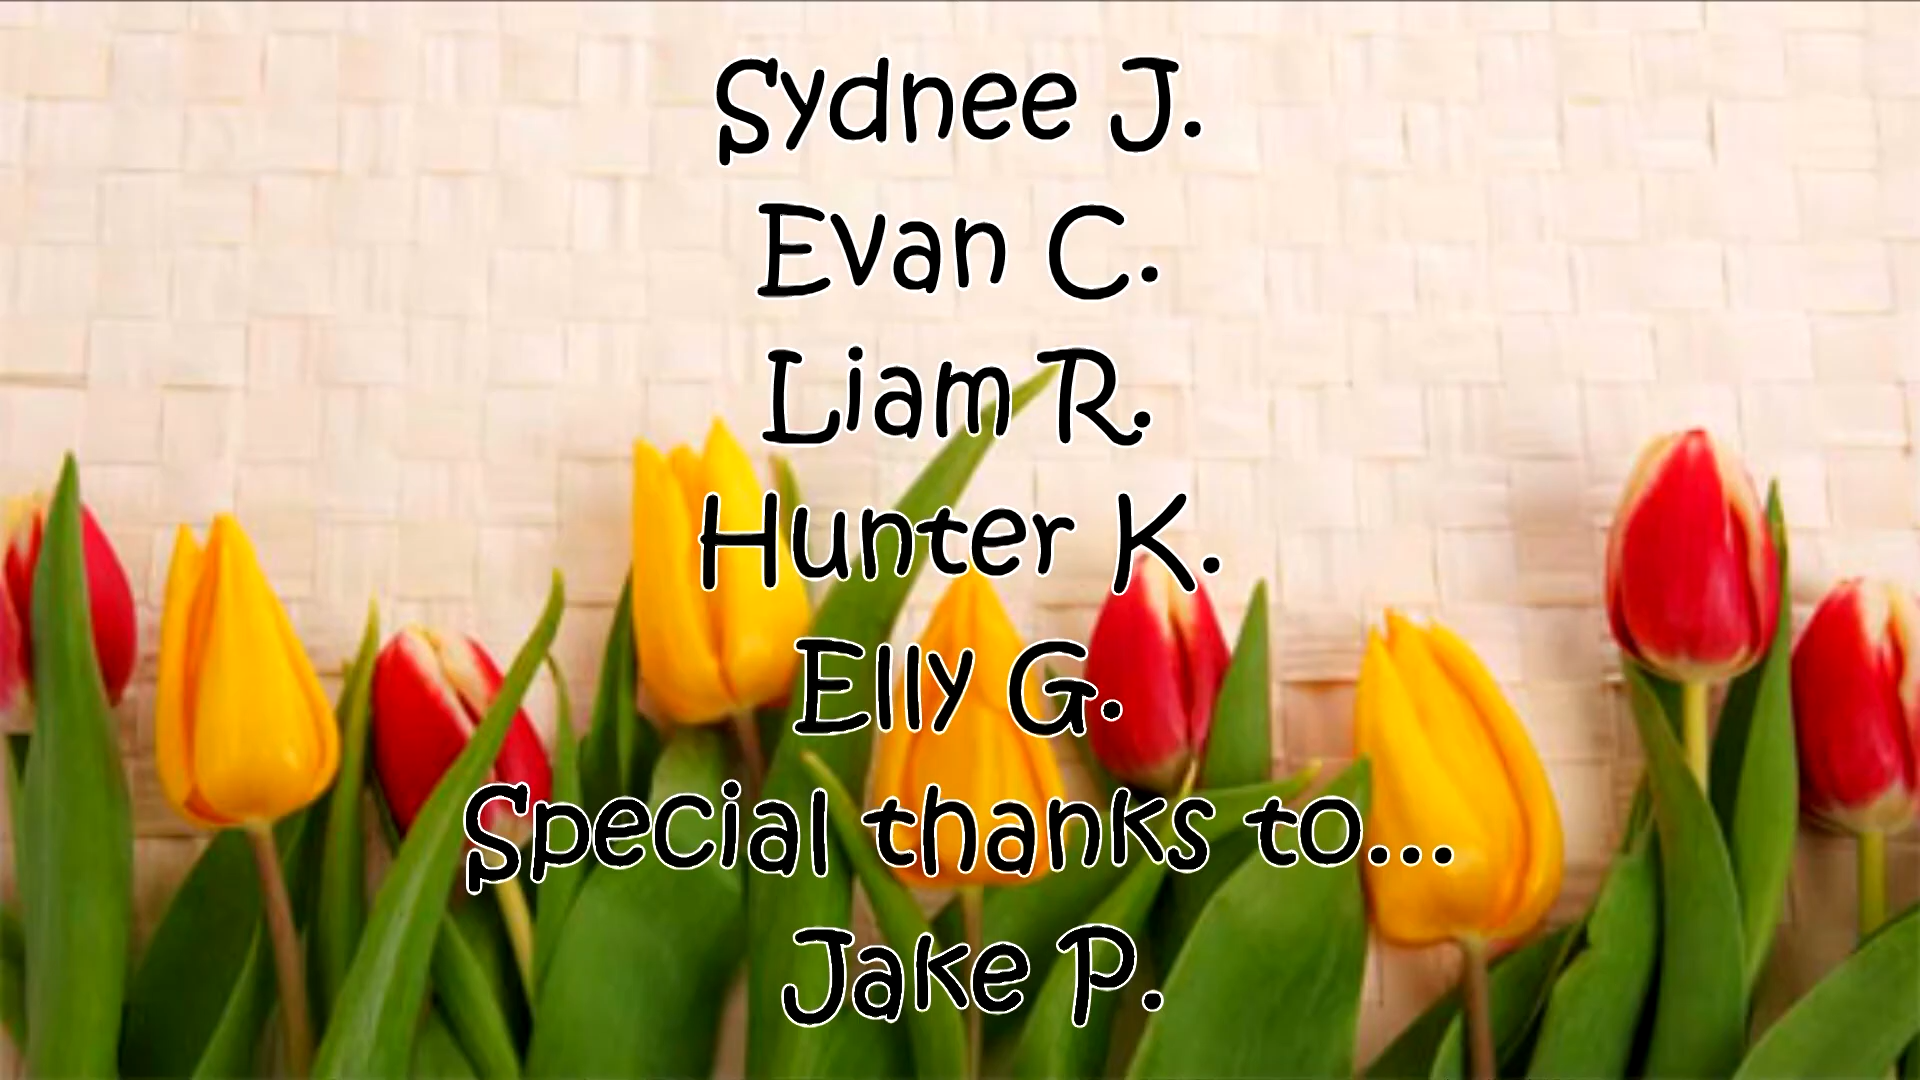 Sydnee J.
Evan C.
Liam R.
Hunter K.
Elly G.
Special thanks to...
Jake P.